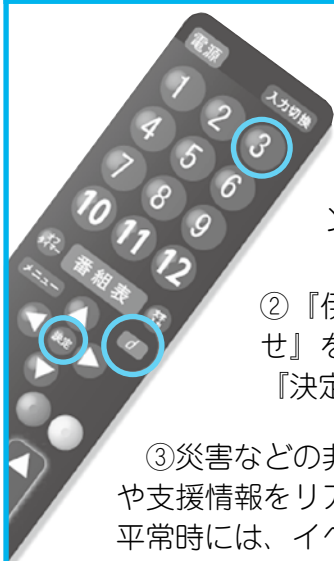 電源
入力切換
1 2 3
4 5 6
7 8 9
10 11 12
番組表
メニュー
決定
d
②『伊
せ』を
『決定
③災害などの非
や支援情報をリア
平常時には、イベ